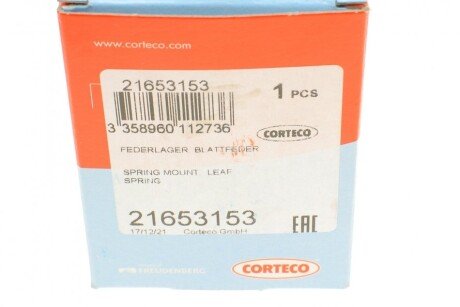 www.
corteco.com
21653153
1 PCS
3 358960 112736
CORTECO
FEDERLAGER BLATTFEDER
SPRING MOUNT LEAF
SPRING
21653153
EAC
17/12/21 Corteco GmbH
FREUDENBERG
CORTECO